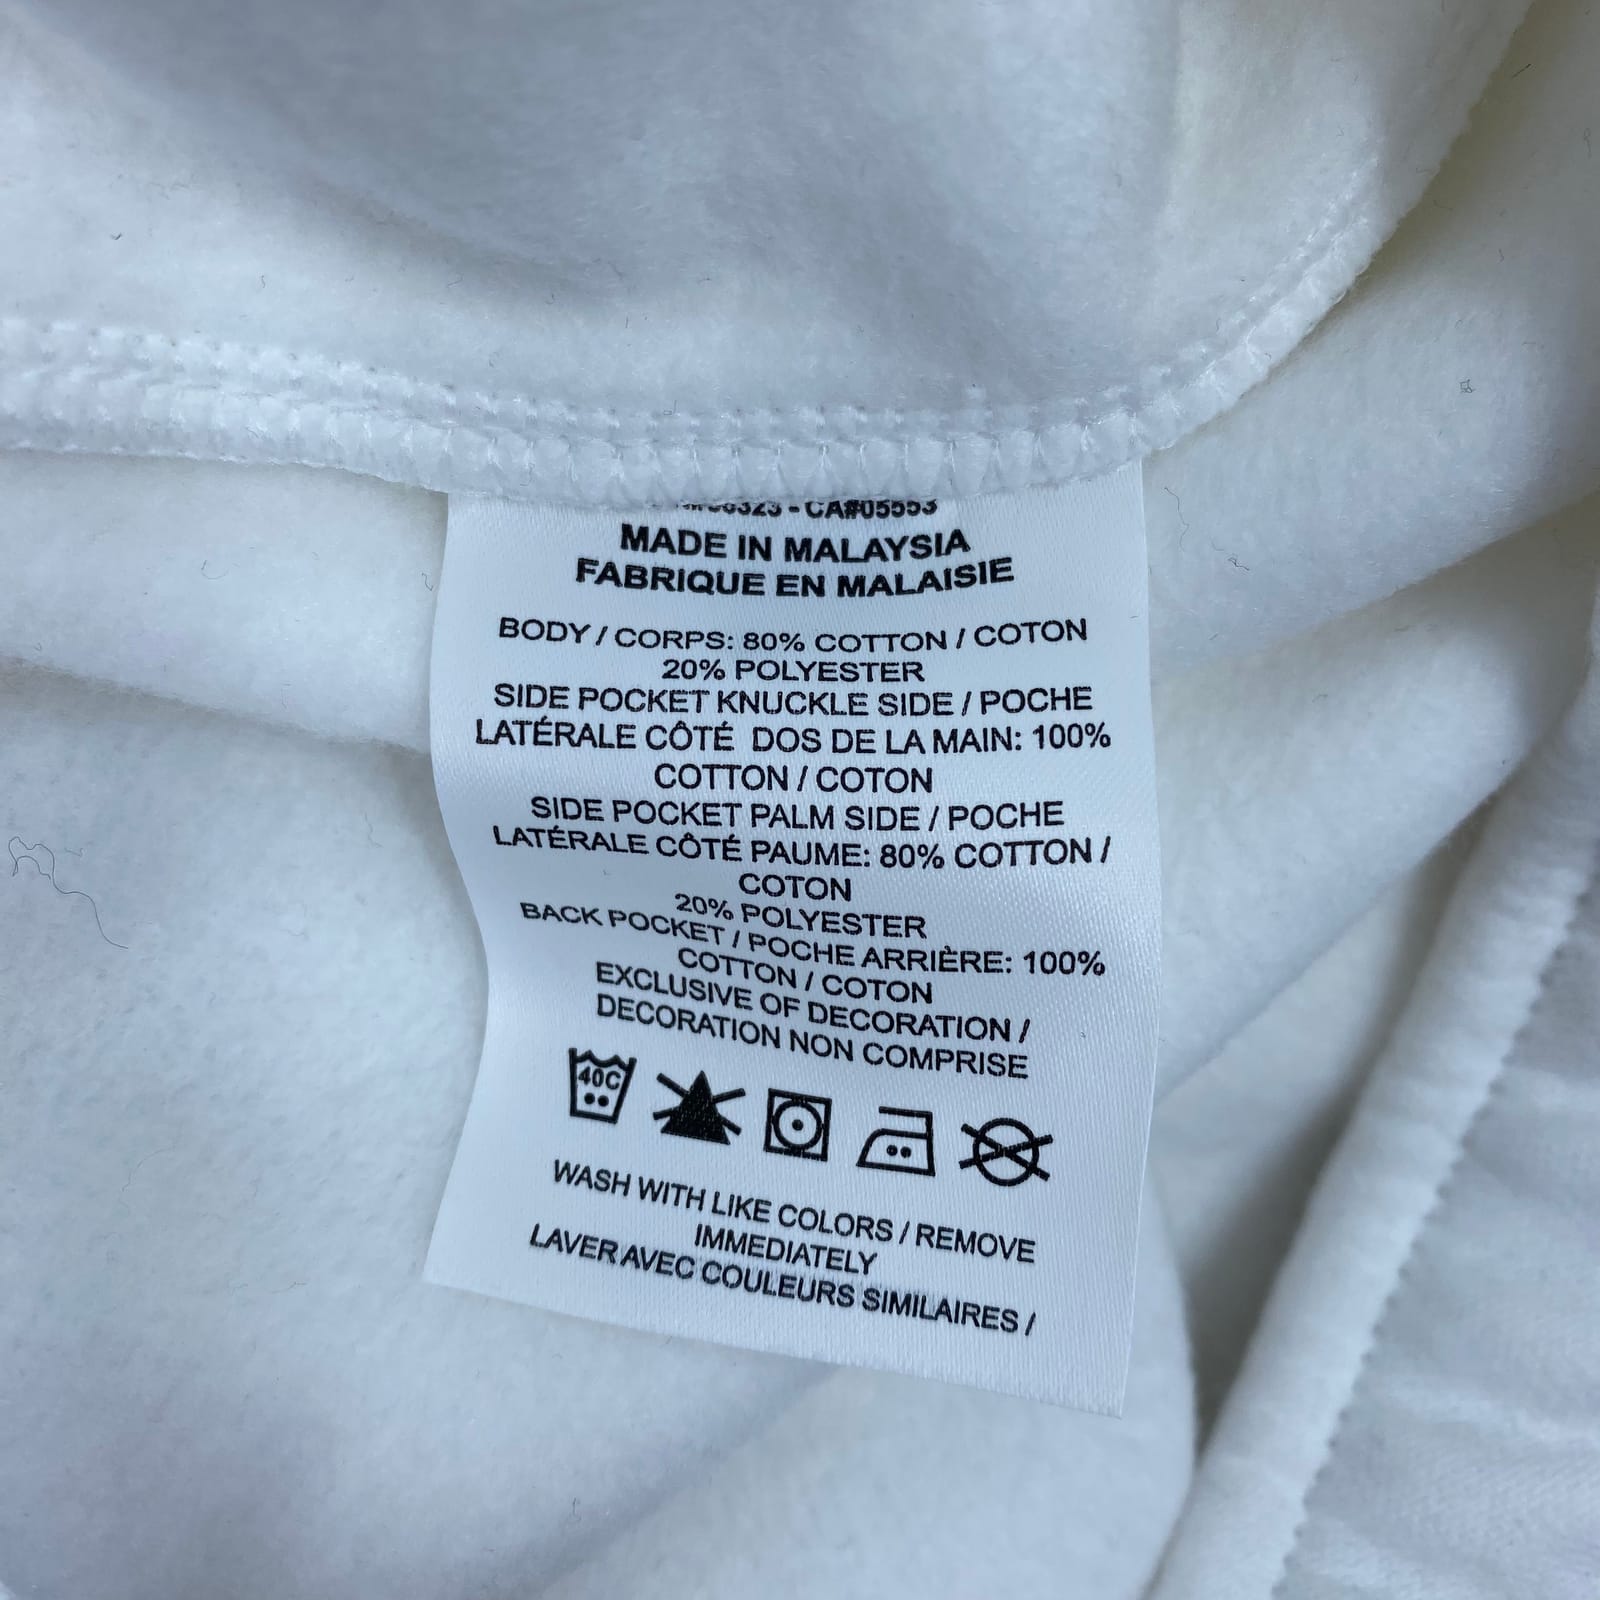 CA#05553
MADE IN MALAYSIA
FABRIQUE EN MALAISIE
BODY / CORPS: 80% COTTON / COTON
20% POLYESTER
SIDE POCKET KNUCKLE SIDE / POCHE
LATÉRALE CÔTÉ DOS DE LA MAIN: 100%
COTTON / COTON
SIDE POCKET PALM SIDE / POCHE
LATÉRALE CÔTÉ PAUME: 80% COTTON /
COTON
20% POLYESTER
BACK POCKET / POCHE ARRIÈRE: 100%
COTTON / COTON
EXCLUSIVE OF DECORATION /
DECORATION NON COMPRISE
40C
WASH WITH LIKE COLORS / REMOVE
IMMEDIATELY
LAVER AVEC COULEURS SIMILAIRES /